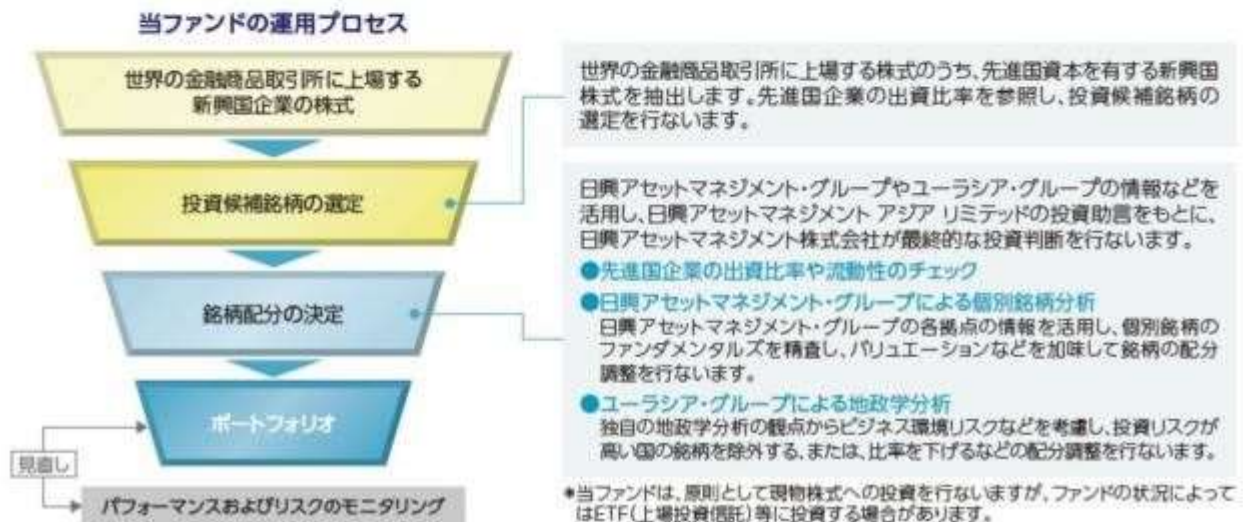 当ファンドの運用プロセス
世界の金融商品取引所に上場する
新興国企業の株式
投資候補銘柄の選定
銘柄配分の決定
ポートフォリオ
見直し
パフォーマンスおよびリスクのモニタリング
世界の金融商品取引所に上場する株式のうち、先進国資本を有する新興国
株式を抽出します。先進国企業の出資比率を参照し、投資候補銘柄の
選定を行ないます。
日興アセットマネジメント・グループやユーラシア・グループの情報などを
活用し、日興アセットマネジメント アジア リミテッドの投資助言をもとに、
日興アセットマネジメント株式会社が最終的な投資判断を行ないます。
●先進国企業の出資比率や流動性のチェック
●日興アセットマネジメント・グループによる個別銘柄分析
日興アセットマネジメント・グループの各拠点の情報を活用し、個別銘柄の
ファンダメンタルズを精査し、バリュエーションなどを加味して銘柄の配分
調整を行ないます。
●ユーラシア・グループによる地政学分析
独自の地政学分析の観点からビジネス環境リスクなどを考慮し、投資リスクが
高い国の銘柄を除外する、または、比率を下げるなどの配分調整を行ないます。
*当ファンドは、原則として現物株式への投資を行ないますが、ファンドの状況によって
はETF(上場投資信託)等に投資する場合があります。